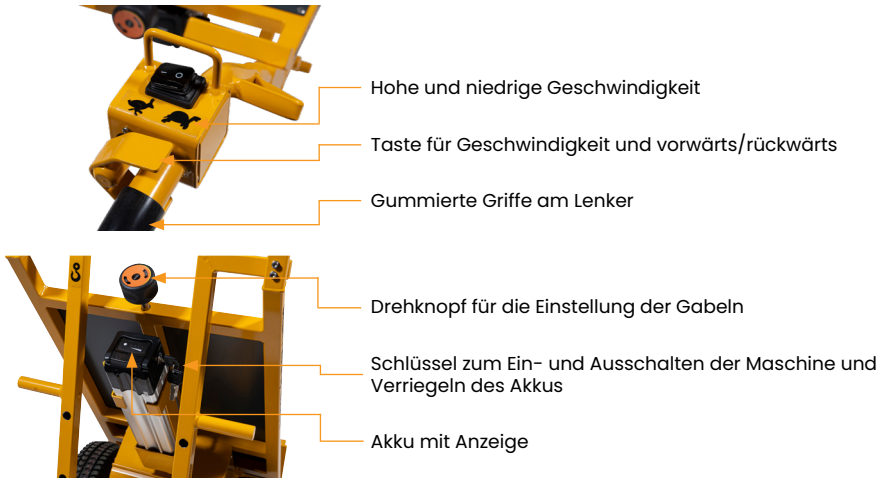 Hohe und niedrige Geschwindigkeit
Taste für Geschwindigkeit und vorwärts/rückwärts
Gummierte Griffe am Lenker
Drehknopf für die Einstellung der Gabeln
Schlüssel zum Ein- und Ausschalten der Maschine und
Verriegeln des Akkus
Akku mit Anzeige